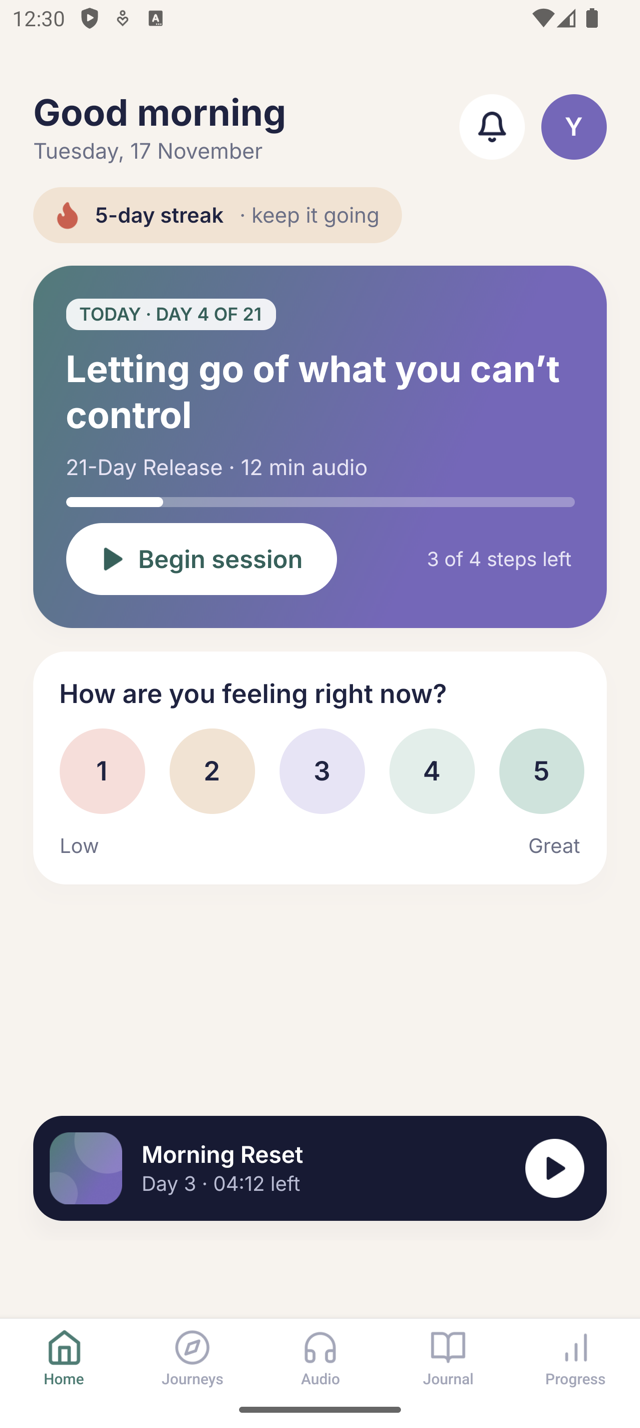 12:30
A
Good morning
Tuesday, 17 November
Y
5-day streak · keep it going
TODAY · DAY 4 OF 21
Letting go of what you can’t
control
21-Day Release · 12 min audio
Begin session
3 of 4 steps left
How are you feeling right now?
1 2 3 4 5
Low Great
Morning Reset
Day 3 · 04:12 left
Home Journeys Audio Journal Progress